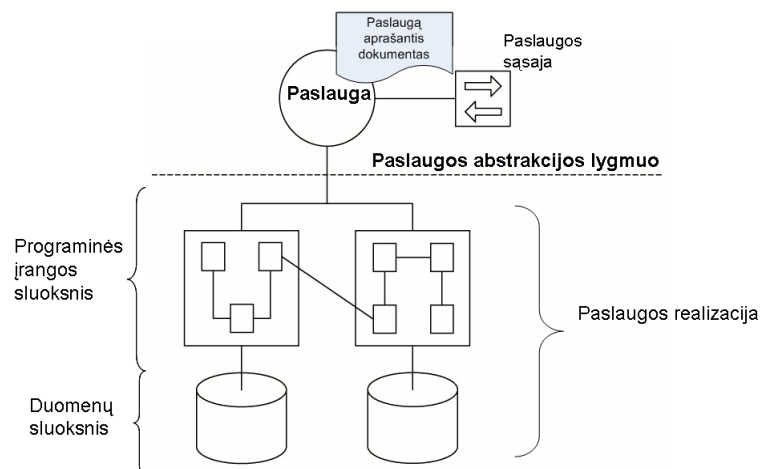 Paslaugą
aprašantis
dokumentas
Paslaugos
sąsaja
Paslauga
Paslaugos abstrakcijos lygmuo
Programinės
įrangos
sluoksnis
Paslaugos realizacija
Duomenų
sluoksnis